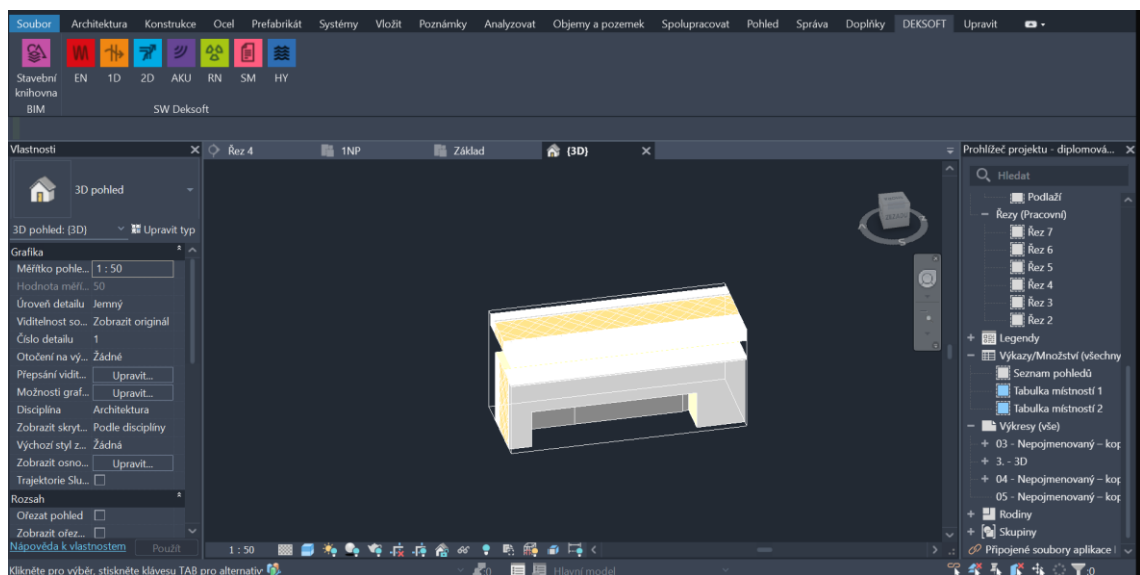 Soubor Architektura Konstrukce Ocel Prefabrikát Systémy Vložit Poznámky Analyzovat Objemy a pozemek Spolupracovat Pohled Správa Doplňky DEKSOFT Upravit
Stavební knihovna EN 1D 2D AKU RN SM HY
BIM SW Deksoft
Vlastnosti
Řez 4 1NP Základ (3D)
Prohlížeč projektu - diplomová...
3D pohled
3D pohled: (3D) Upravit typ
Grafika
Měřítko pohle... 1 : 50
Hodnota měří... 50
Úroveň detailu Jemný
Viditelnost so... Zobrazit originál
Číslo detailu 1
Otočení na vý... Žádné
Přepsání vidit... Upravit...
Možnosti graf... Upravit...
Disciplína Architektura
Zobrazit skryt... Podle disciplíny
Výchozí styl z... Žádná
Zobrazit osno... Upravit...
Trajektorie Slu...
Rozsah
Ořezat pohled
Zobrazit ořez...
Nápověda k vlastnostem Použít
Hledat
Podlaží
Řezy (Pracovní)
Řez 7
Řez 6
Řez 5
Řez 4
Řez 3
Řez 2
Legendy
Výkazy/Množství (všechny
Seznam pohledů
Tabulka místností 1
Tabulka místností 2
Výkresy (vše)
03 - Nepojmenovaný – kop
3. - 3D
04 - Nepojmenovaný – kop
05 - Nepojmenovaný – kop
Rodiny
Skupiny
Připojené soubory aplikace
1 : 50
Klikněte pro výběr, stiskněte klávesu TAB pro alternativ :0 Hlavní model :0